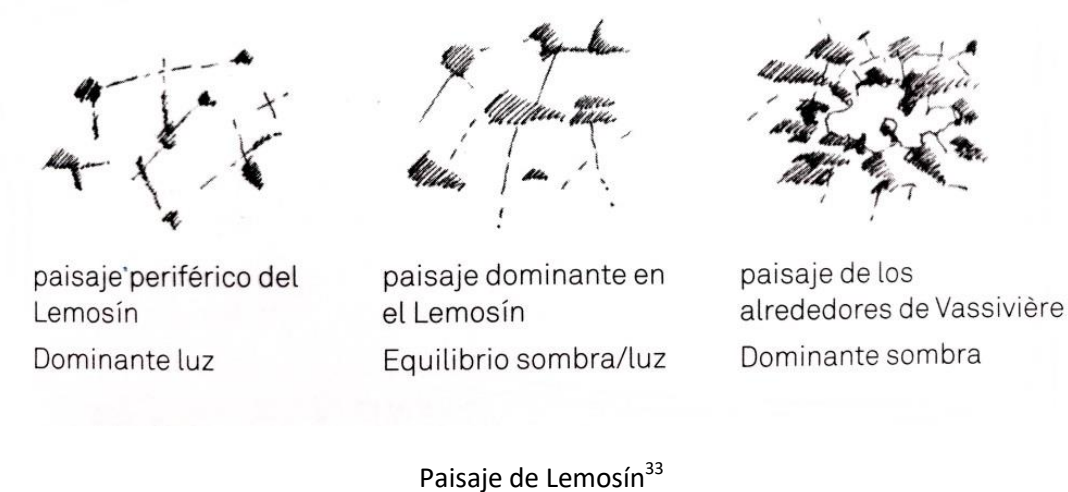 paisaje periférico del
Lemosín
Dominante luz
paisaje dominante en
el Lemosín
Equilibrio sombra/luz
paisaje de los
alrededores de Vassivière
Dominante sombra
Paisaje de Lemosín33